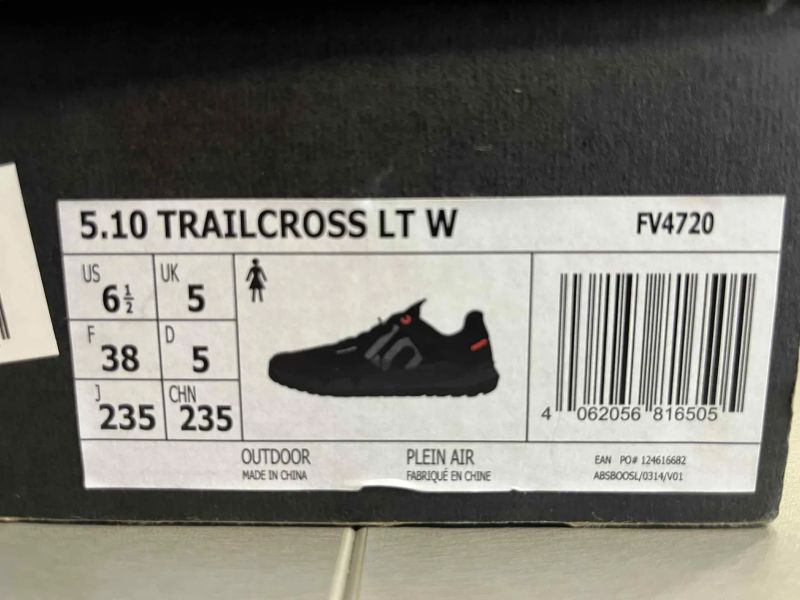 5.10 TRAILCROSS LT W FV4720
US 6½ UK 5
F 38 D 5
J 235 CHN 235
4 062056 816505
OUTDOOR PLEIN AIR
MADE IN CHINA FABRIQUÉ EN CHINE
EAN PO# 124616682
ABSBOOSL/0314/V01